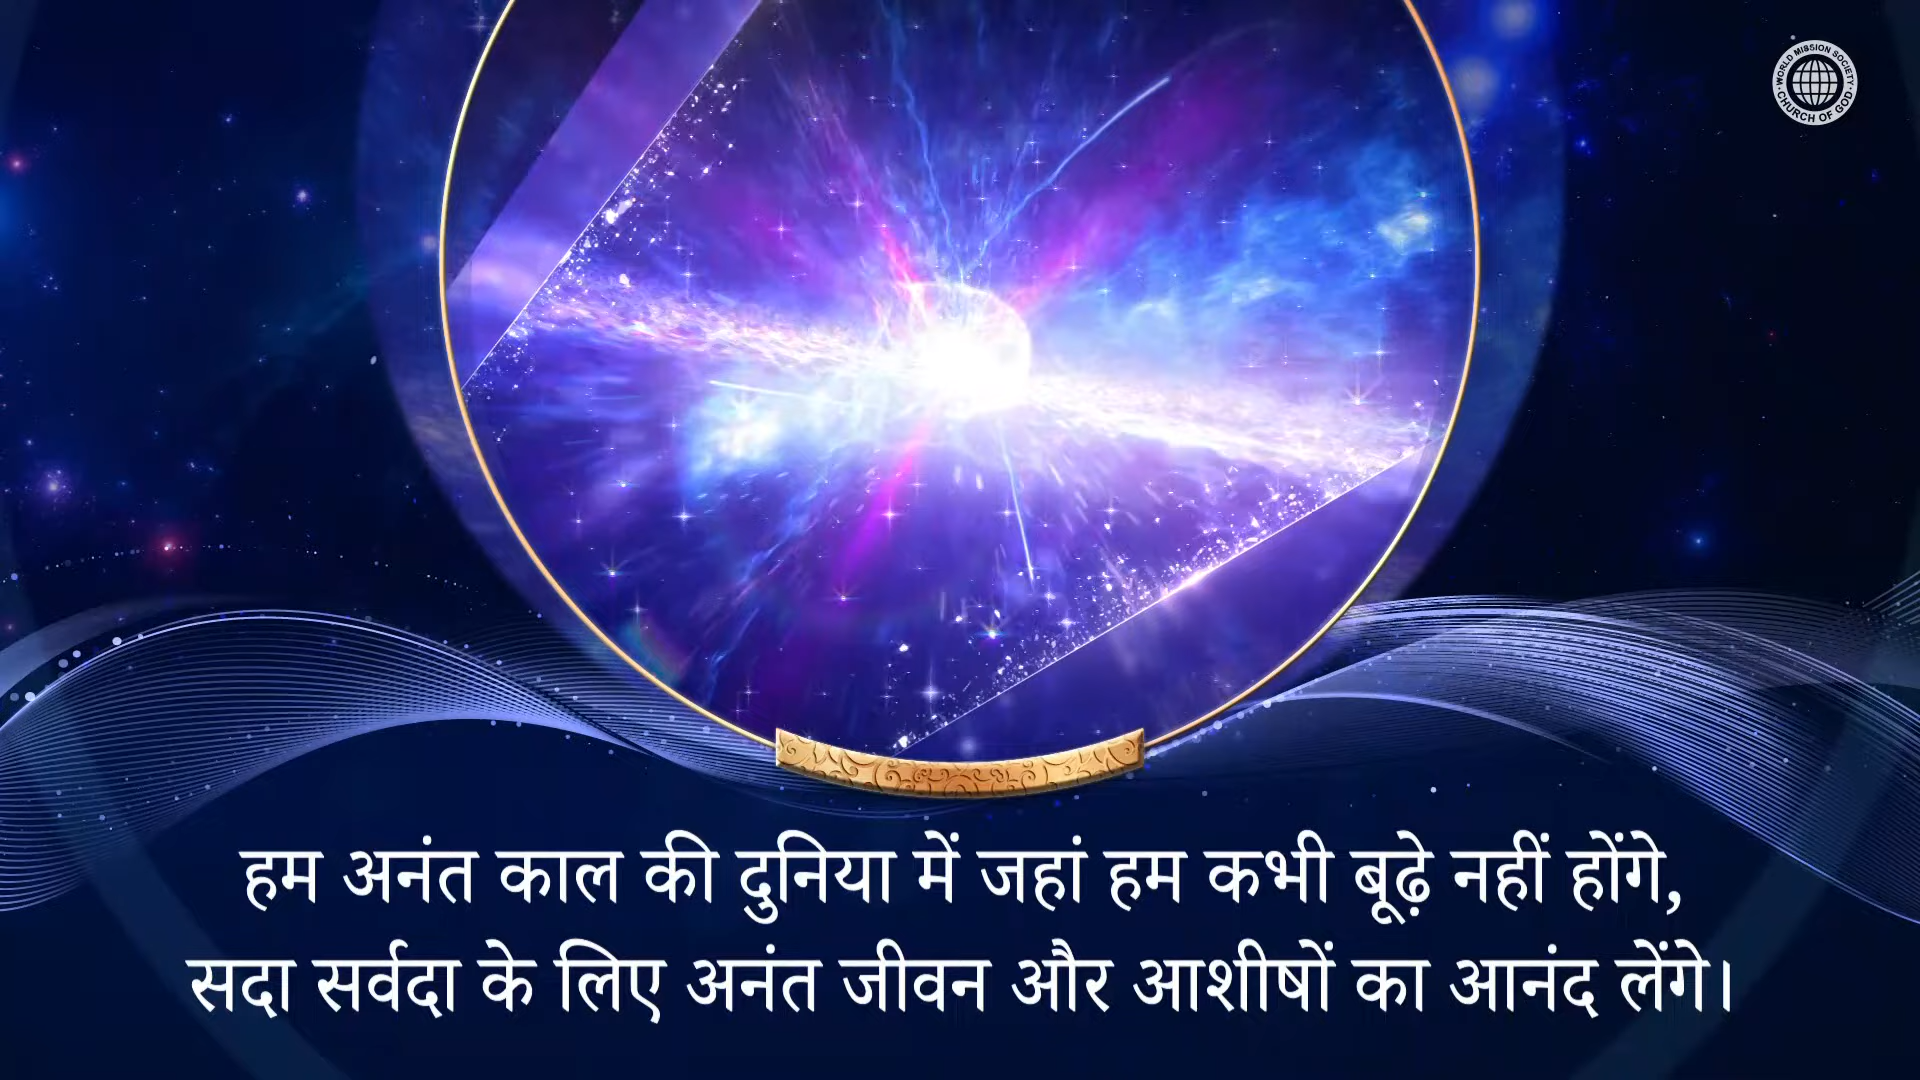 WORLD MISSION SOCIETY
CHURCH OF GOD
हम अनंत काल की दुनिया में जहां हम कभी बूढ़े नहीं होंगे,
सदा सर्वदा के लिए अनंत जीवन और आशीषों का आनंद लेंगे।